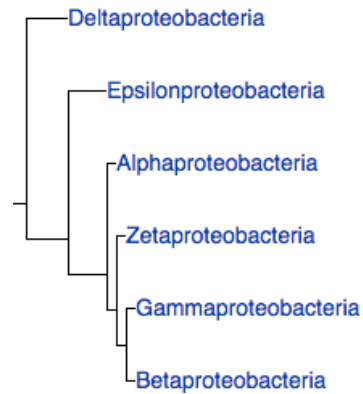 Deltaproteobacteria
Epsilonproteobacteria
Alphaproteobacteria
Zetaproteobacteria
Gammaproteobacteria
Betaproteobacteria